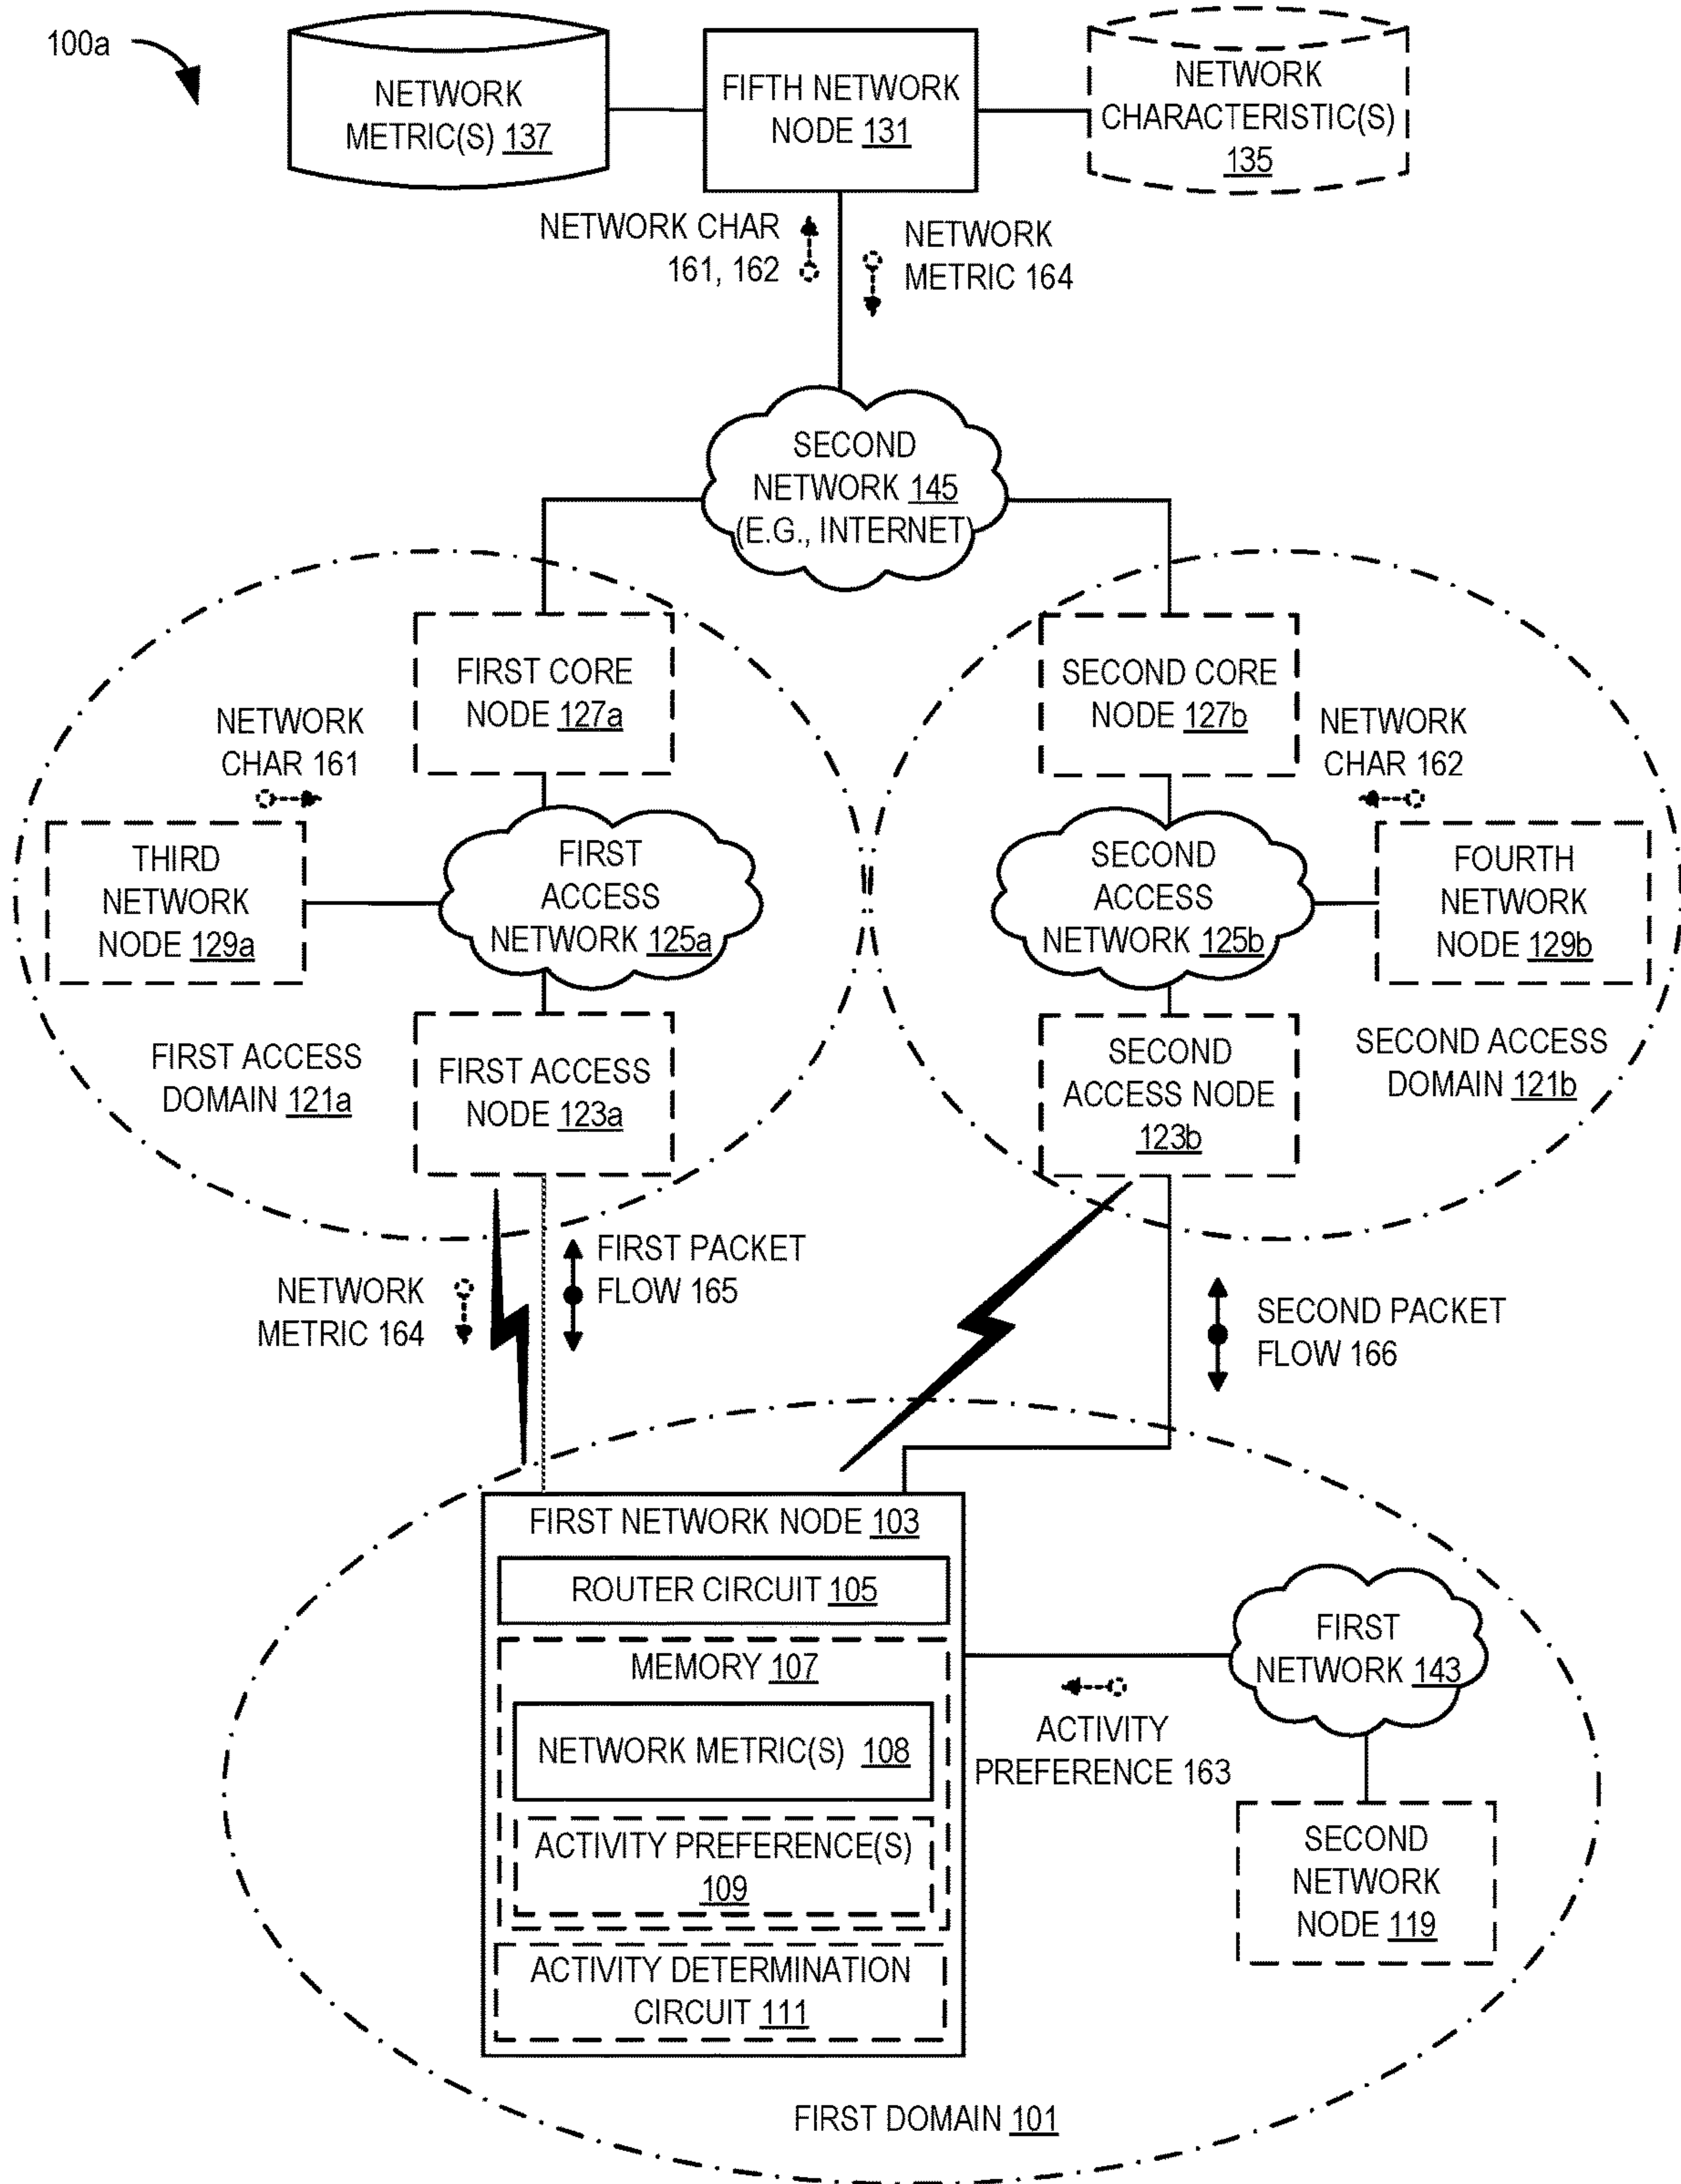 100a
NETWORK
METRIC(S) 137
FIFTH NETWORK
NODE 131
NETWORK
CHARACTERISTIC(S)
135
NETWORK CHAR
161, 162
NETWORK
METRIC 164
SECOND
NETWORK 145
(E.G., INTERNET)
FIRST CORE
NODE 127a
SECOND CORE
NODE 127b
NETWORK
CHAR 161
NETWORK
CHAR 162
THIRD
NETWORK
NODE 129a
FIRST
ACCESS
NETWORK 125a
SECOND
ACCESS
NETWORK 125b
FOURTH
NETWORK
NODE 129b
FIRST ACCESS
DOMAIN 121a
FIRST ACCESS
NODE 123a
SECOND
ACCESS NODE
123b
SECOND ACCESS
DOMAIN 121b
NETWORK
METRIC 164
FIRST PACKET
FLOW 165
SECOND PACKET
FLOW 166
FIRST NETWORK NODE 103
ROUTER CIRCUIT 105
MEMORY 107
NETWORK METRIC(S) 108
ACTIVITY PREFERENCE(S)
109
ACTIVITY DETERMINATION
CIRCUIT 111
FIRST
NETWORK 143
ACTIVITY
PREFERENCE 163
SECOND
NETWORK
NODE 119
FIRST DOMAIN 101